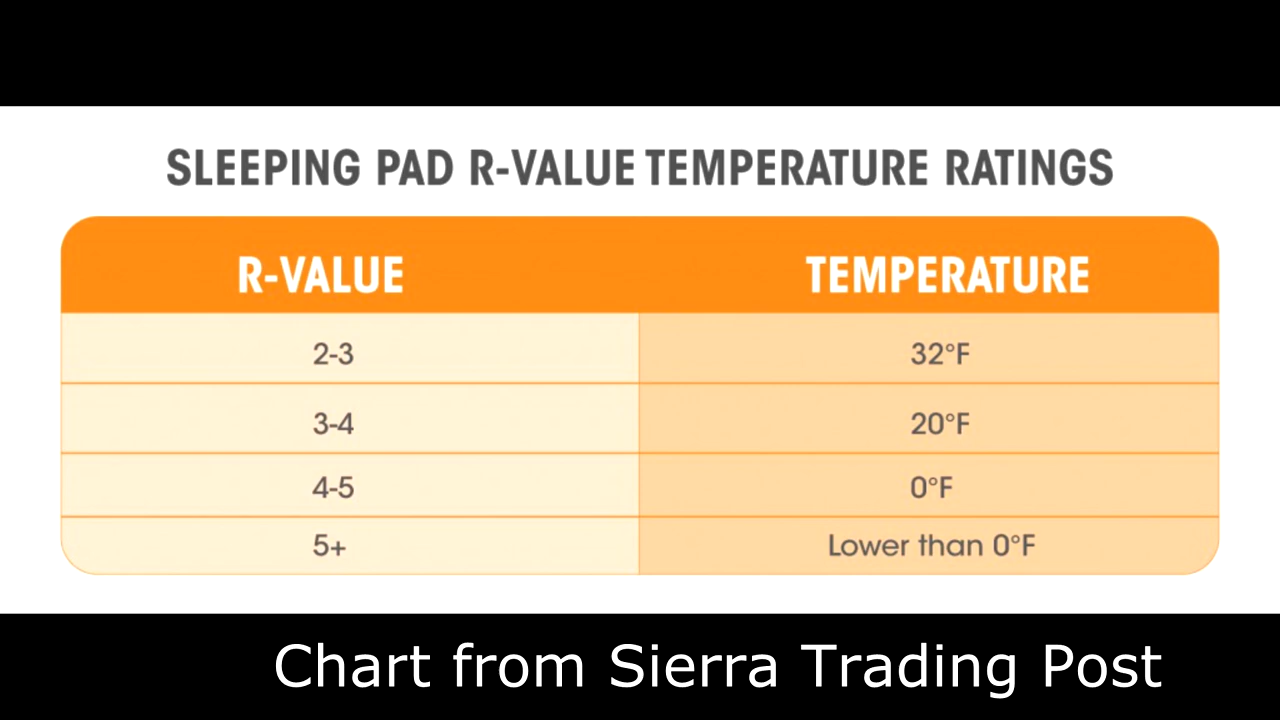 SLEEPING PAD R-VALUE TEMPERATURE RATINGS
R-VALUE TEMPERATURE
2-3 32°F
3-4 20°F
4-5 0°F
5+ Lower than 0°F
Chart from Sierra Trading Post